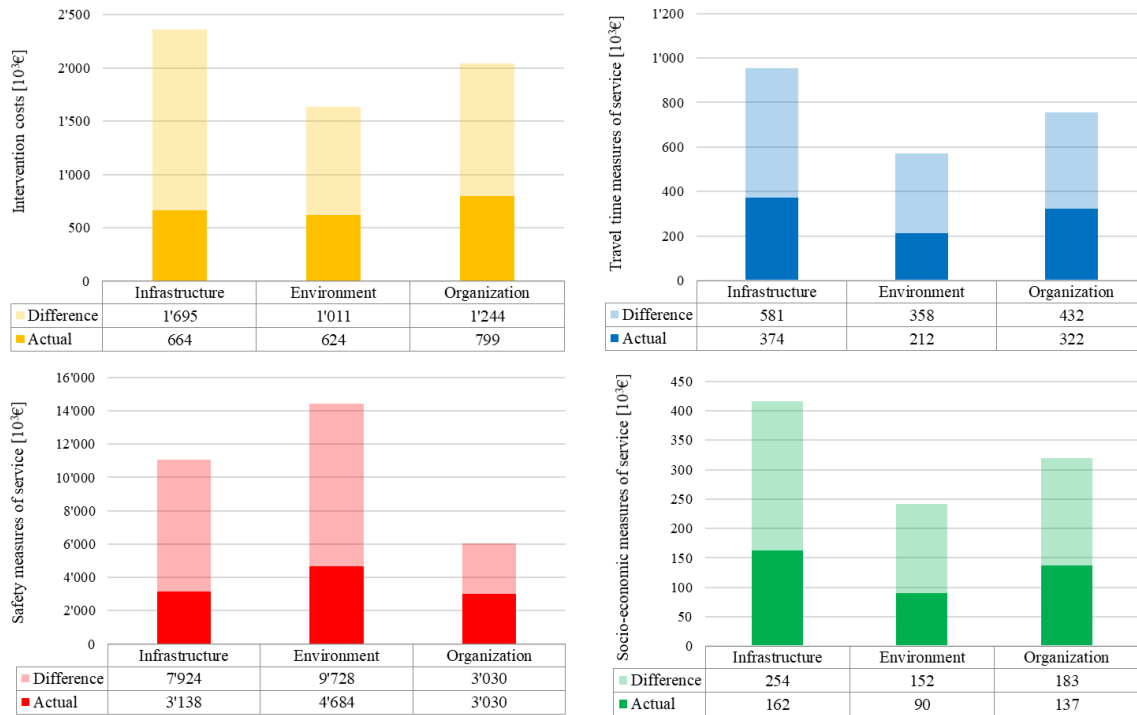 Intervention costs [10³€]
2'500
2'000
1'500
1'000
500
0
Infrastructure Environment Organization
Difference 1'695 1'011 1'244
Actual 664 624 799
Travel time measures of service [10³€]
1'200
1'000
800
600
400
200
0
Infrastructure Environment Organization
Difference 581 358 432
Actual 374 212 322
Safety measures of service [10³€]
16'000
14'000
12'000
10'000
8'000
6'000
4'000
2'000
0
Infrastructure Environment Organization
Difference 7'924 9'728 3'030
Actual 3'138 4'684 3'030
Socio-economic measures of service [10³€]
450
400
350
300
250
200
150
100
50
0
Infrastructure Environment Organization
Difference 254 152 183
Actual 162 90 137